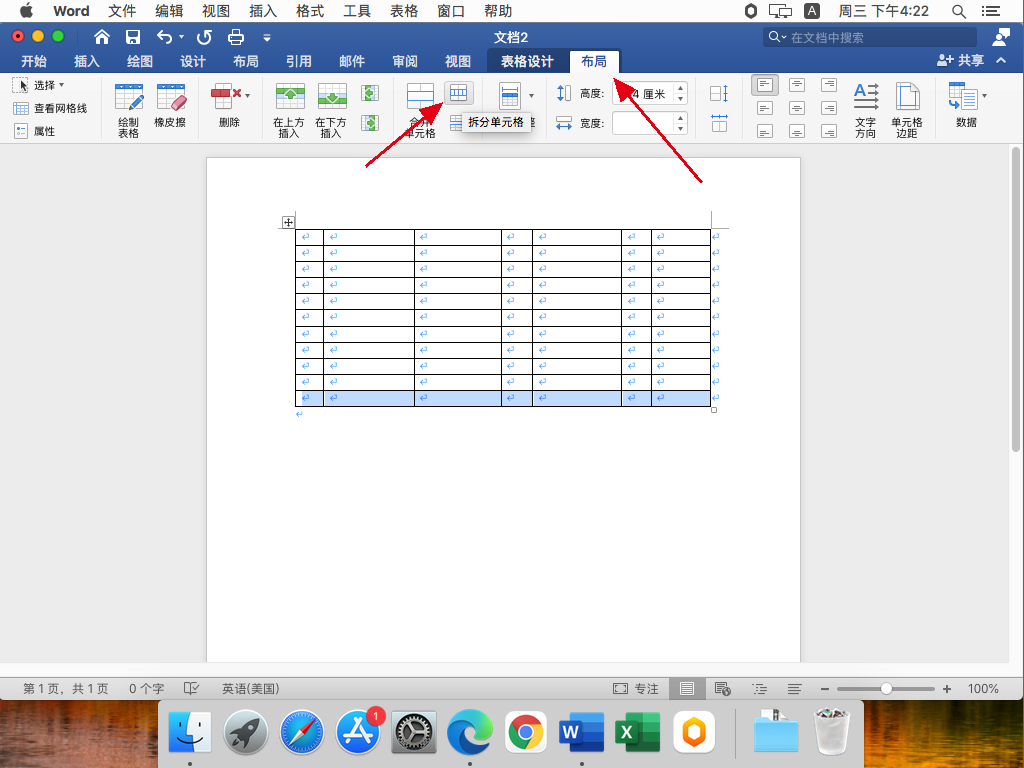 Word 文件 编辑 视图 插入 格式 工具 表格 窗口 帮助 A 周三 下午4:22
文档2
在文档中搜索
开始 插入 绘图 设计 布局 引用 邮件 审阅 视图 表格设计 布局 共享
选择
查看网格线
属性
绘制
表格
橡皮擦
删除
在上方
插入
在下方
插入
合并
单元格
拆分单元格
高度: 厘米
宽度:
文字
方向
单元格
边距
数据
第1页，共1页 0个字 英语(美国) 专注 100%
1
W
X